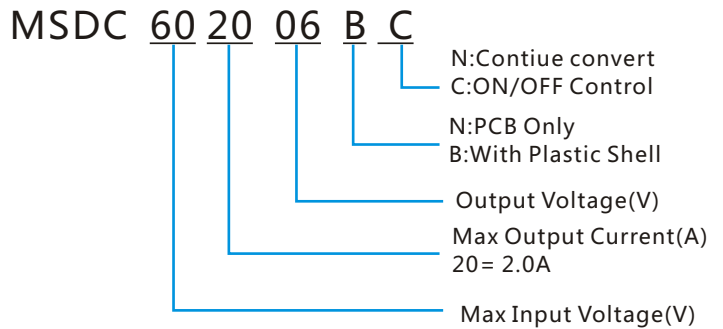 MSDC 60 20 06 B C
N:Contiue convert
C:ON/OFF Control
N:PCB Only
B:With Plastic Shell
Output Voltage(V)
Max Output Current(A)
20= 2.0A
Max Input Voltage(V)